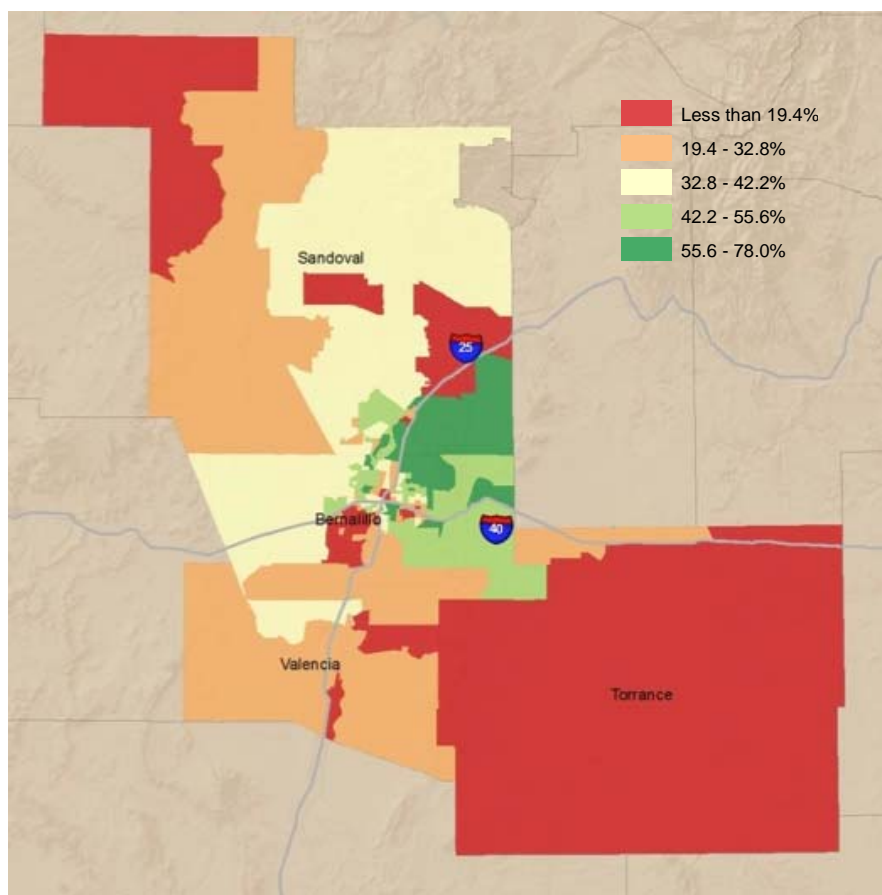 Less than 19.4%
19.4 - 32.8%
32.8 - 42.2%
42.2 - 55.6%
55.6 - 78.0%
Sandoval
25
Bernalillo
40
Valencia
Torrance